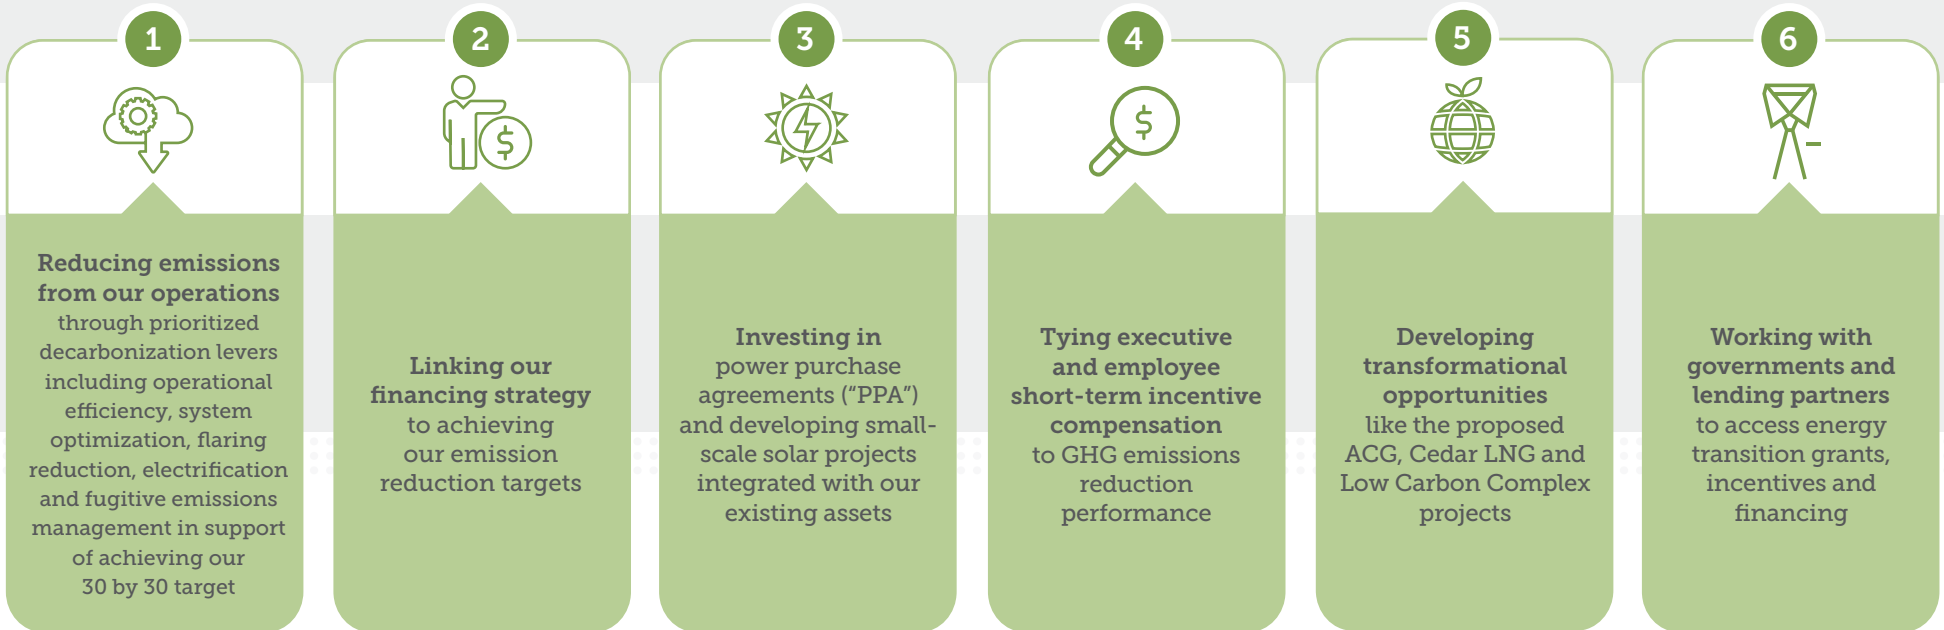 1
Reducing emissions
from our operations
through prioritized
decarbonization levers
including operational
efficiency, system
optimization, flaring
reduction, electrification
and fugitive emissions
management in support
of achieving our
30 by 30 target
2
$
Linking our
financing strategy
to achieving
our emission
reduction targets
3
Investing in
power purchase
agreements (“PPA”)
and developing small-
scale solar projects
integrated with our
existing assets
4
$
Tying executive
and employee
short-term incentive
compensation
to GHG emissions
reduction
performance
5
Developing
transformational
opportunities
like the proposed
ACG, Cedar LNG and
Low Carbon Complex
projects
6
Working with
governments and
lending partners
to access energy
transition grants,
incentives and
financing